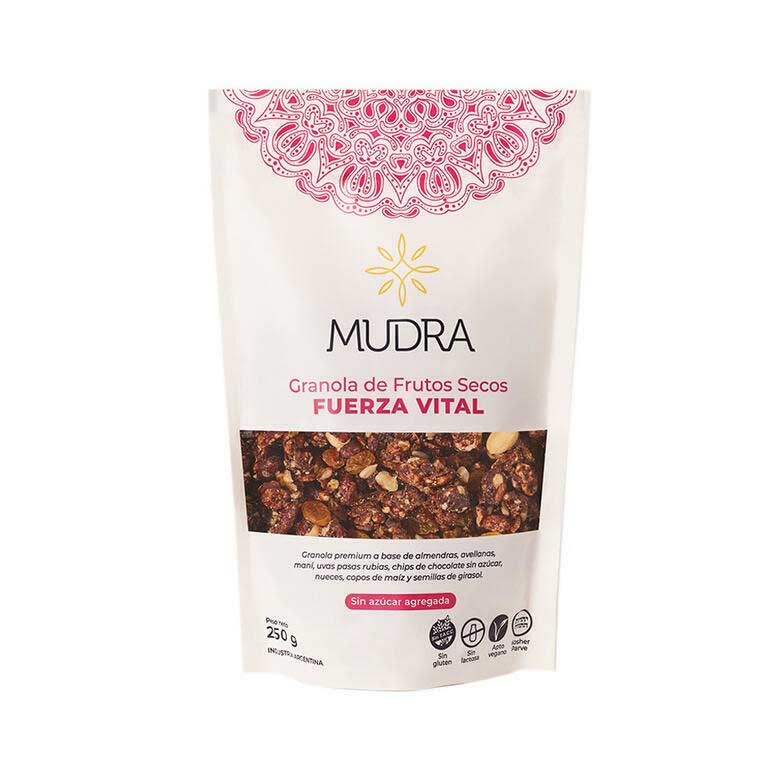 MUDRA
Granola de Frutos Secos
FUERZA VITAL
Granola premium a base de almendras, avellanas,
maní, uvas pasas rubias, chips de chocolate sin azúcar,
nueces, copos de maíz y semillas de girasol.
Sin azúcar agregada
Peso neto
250 g
INDUSTRIA ARGENTINA
SIN T.A.C.C.
Sin
gluten
Sin
lactosa
Apto
vegano
Kosher
Parve